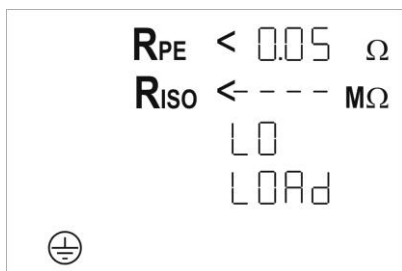 RPE < 0.05 Ω
RISO <---- MΩ
LO
LOAd